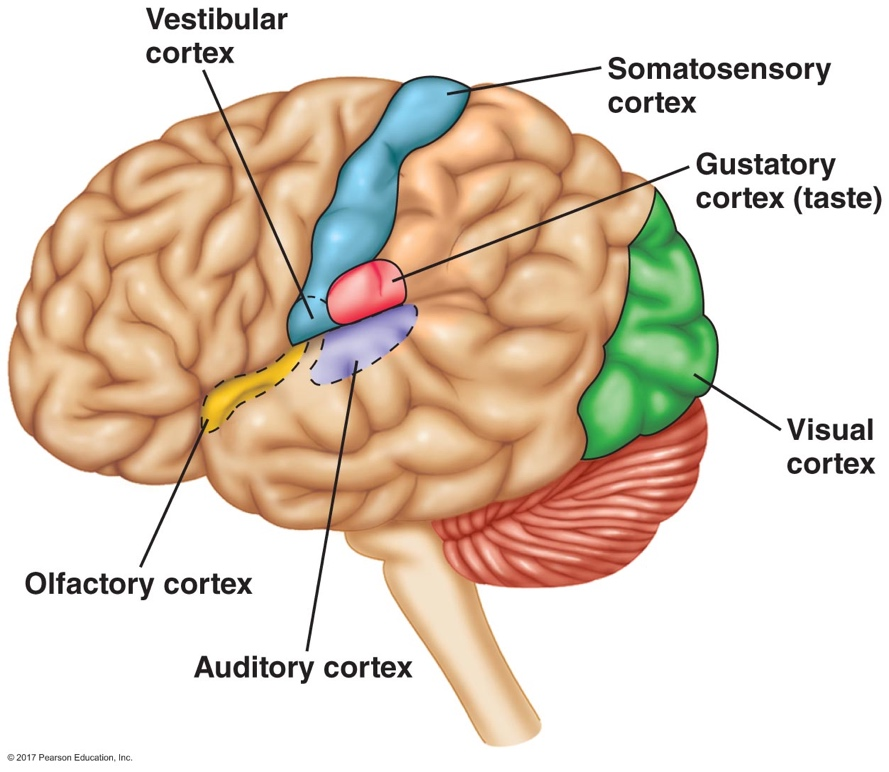 Vestibular
cortex
Somatosensory
cortex
Gustatory
cortex (taste)
Visual
cortex
Olfactory cortex
Auditory cortex
© 2017 Pearson Education, Inc.